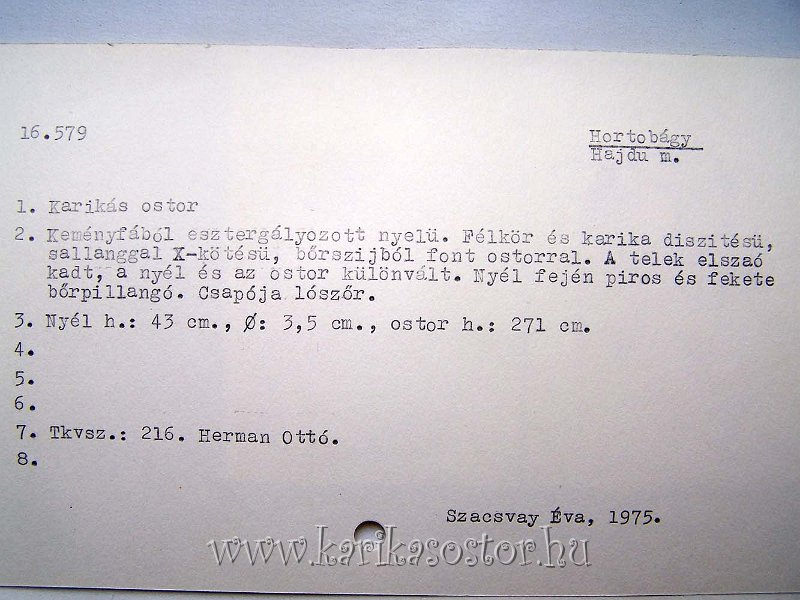 16.579
Hortobágy
Hajdu m.
1. Karikás ostor
2. Keményfából esztergályozott nyelü. Félkör és karika diszitésü,
sallanggal X-kötésü, bőrszijból font ostorral. A telek elszaó
kadt, a nyél és az ostor különvált. Nyél fején piros és fekete
bőrpillangó. Csapója lószőr.
3. Nyél h.: 43 cm., Ø: 3,5 cm., ostor h.: 271 cm.
4.
5.
6.
7. Tkvsz.: 216. Herman Ottó.
8.
Szacsvay Éva, 1975.
www.karikasostor.hu